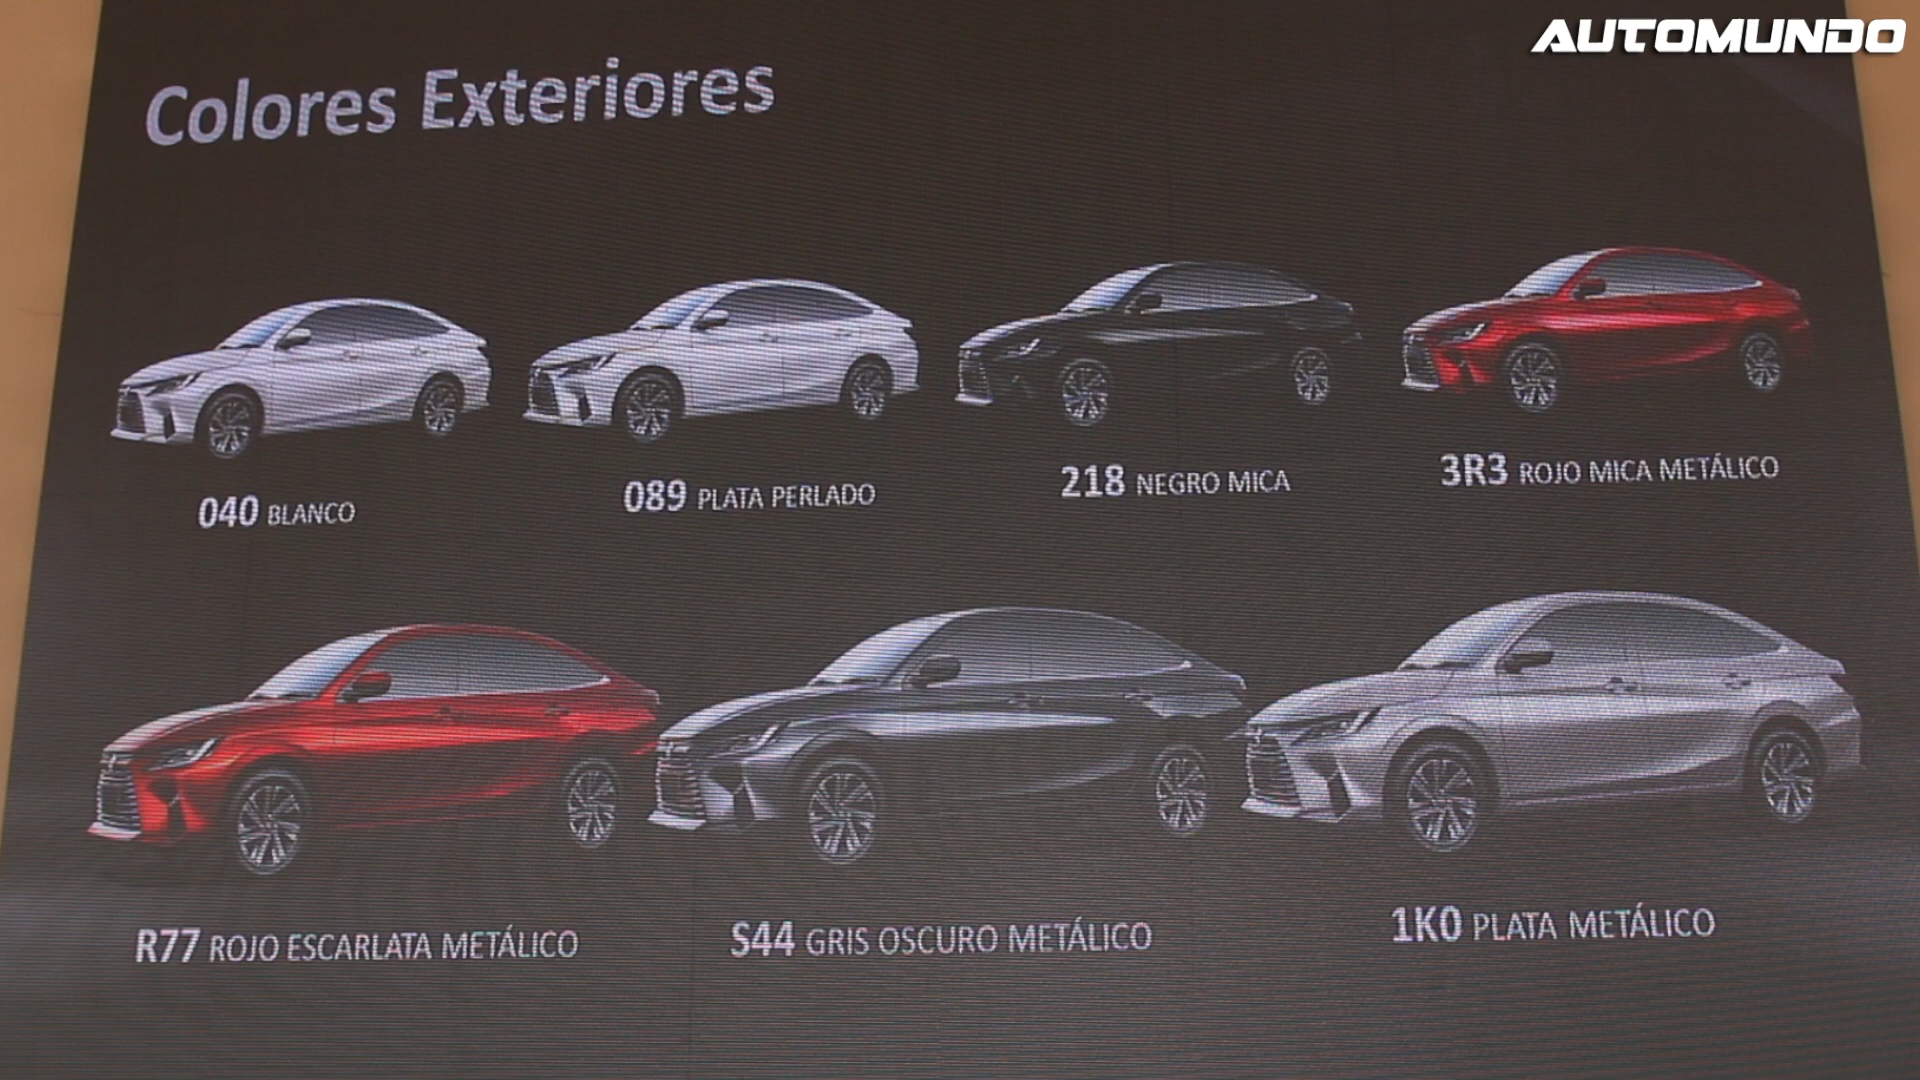 AUTOMUNDO
Colores Exteriores
040 BLANCO
089 PLATA PERLADO
218 NEGRO MICA
3R3 ROJO MICA METÁLICO
R77 ROJO ESCARLATA METÁLICO
S44 GRIS OSCURO METÁLICO
1K0 PLATA METÁLICO